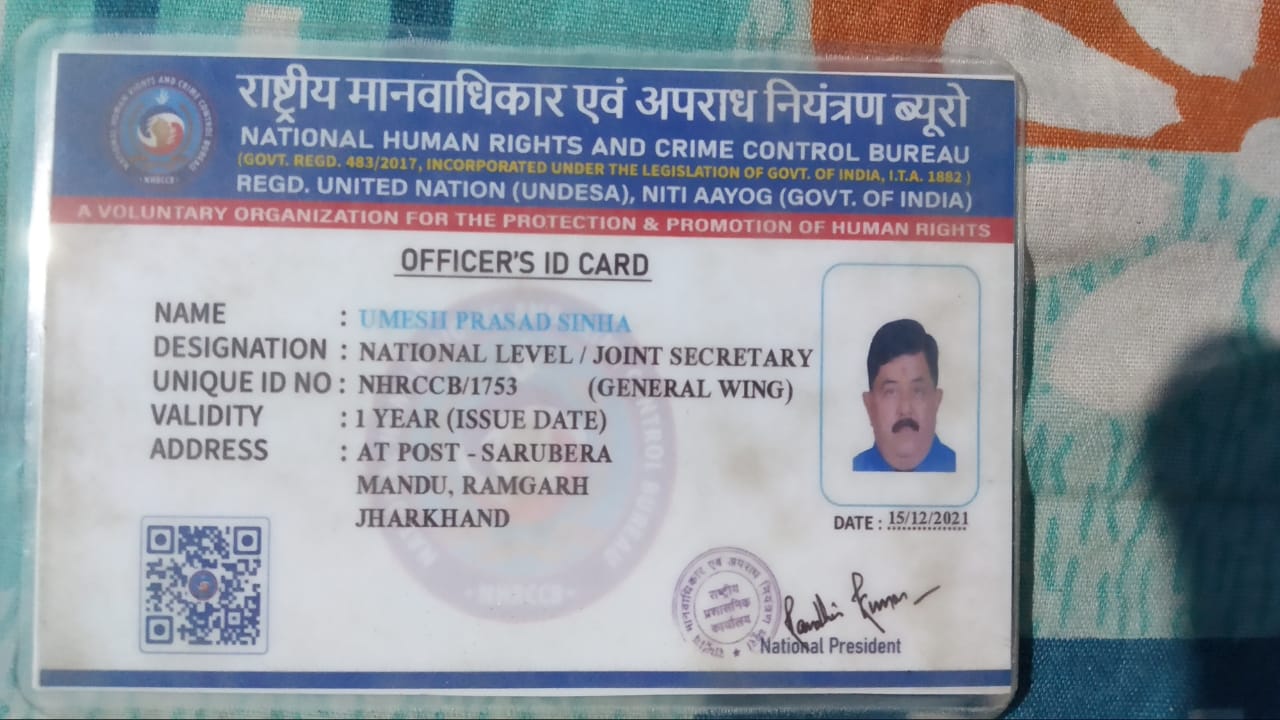 राष्ट्रीय मानवाधिकार एवं अपराध नियंत्रण ब्यूरो
NATIONAL HUMAN RIGHTS AND CRIME CONTROL BUREAU
(GOVT. REGD. 483/2017, INCORPORATED UNDER THE LEGISLATION OF GOVT. OF INDIA, I.T.A. 1882 )
REGD. UNITED NATION (UNDESA), NITI AAYOG (GOVT. OF INDIA)
A VOLUNTARY ORGANIZATION FOR THE PROTECTION & PROMOTION OF HUMAN RIGHTS
OFFICER'S ID CARD
NAME : UMESH PRASAD SINHA
DESIGNATION : NATIONAL LEVEL / JOINT SECRETARY
UNIQUE ID NO : NHRCCB/1753 (GENERAL WING)
VALIDITY : 1 YEAR (ISSUE DATE)
ADDRESS : AT POST - SARUBERA
MANDU, RAMGARH
JHARKHAND
DATE : 15/12/2021
राष्ट्रीय
प्रशासनिक
कार्यालय
National President